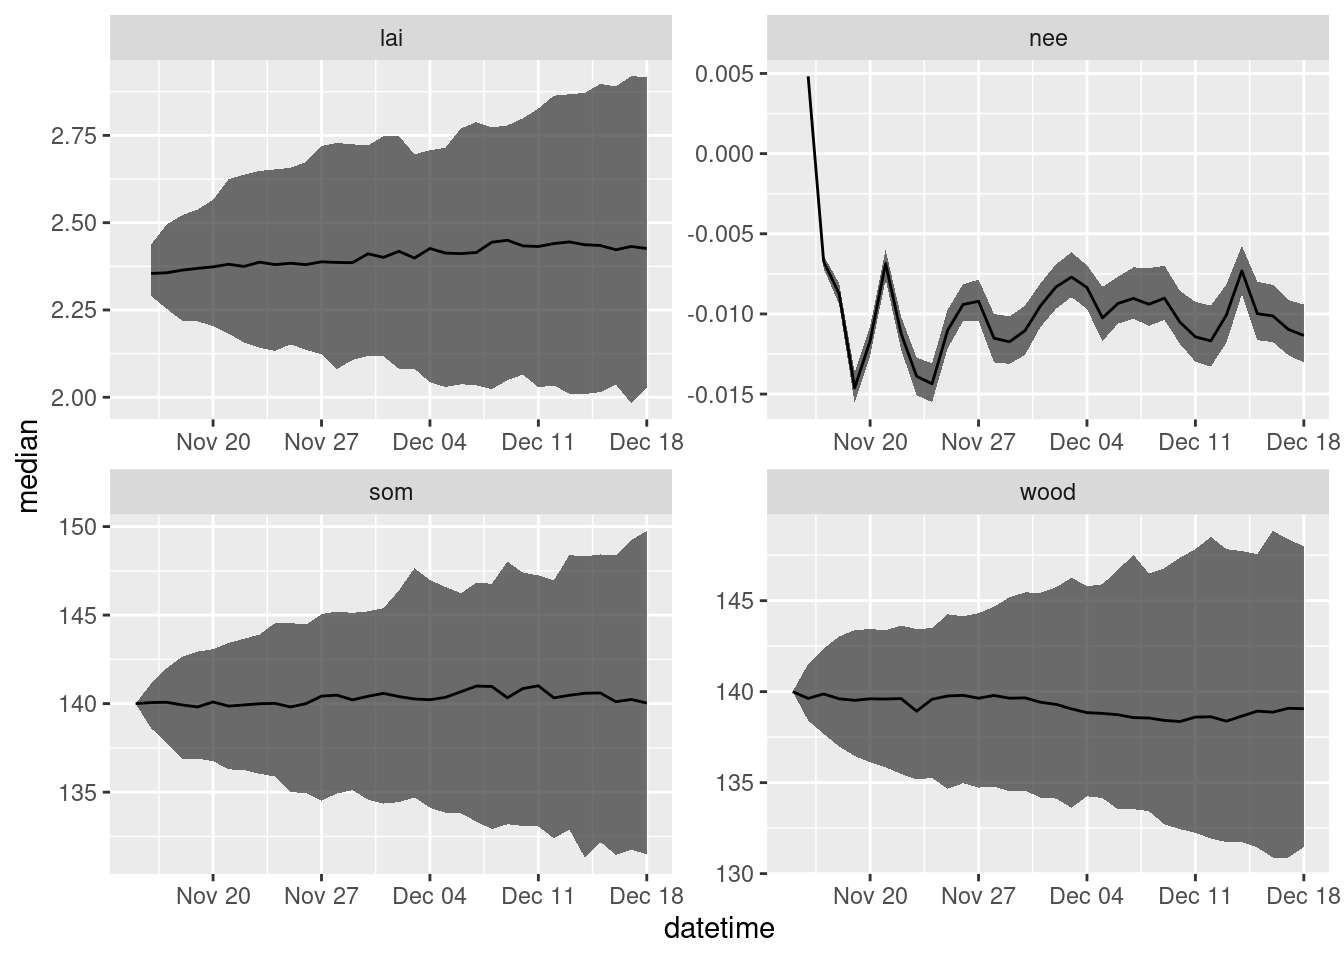 lai
nee
2.75
2.50
2.25
2.00
0.005
0.000
-0.005
-0.010
-0.015
Nov 20 Nov 27 Dec 04 Dec 11 Dec 18
Nov 20 Nov 27 Dec 04 Dec 11 Dec 18
median
som
wood
150
145
140
135
145
140
135
130
Nov 20 Nov 27 Dec 04 Dec 11 Dec 18
Nov 20 Nov 27 Dec 04 Dec 11 Dec 18
datetime